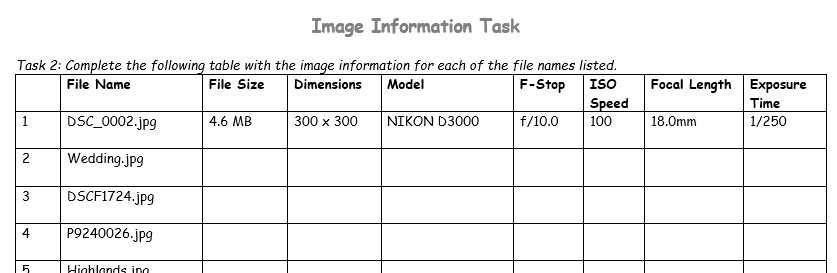 Image Information Task
Task 2: Complete the following table with the image information for each of the file names listed.
File Name File Size Dimensions Model F-Stop ISO Speed Focal Length Exposure Time
1 DSC_0002.jpg 4.6 MB 300 x 300 NIKON D3000 f/10.0 100 18.0mm 1/250
2 Wedding.jpg
3 DSCF1724.jpg
4 P9240026.jpg
5 Highlands.jpg